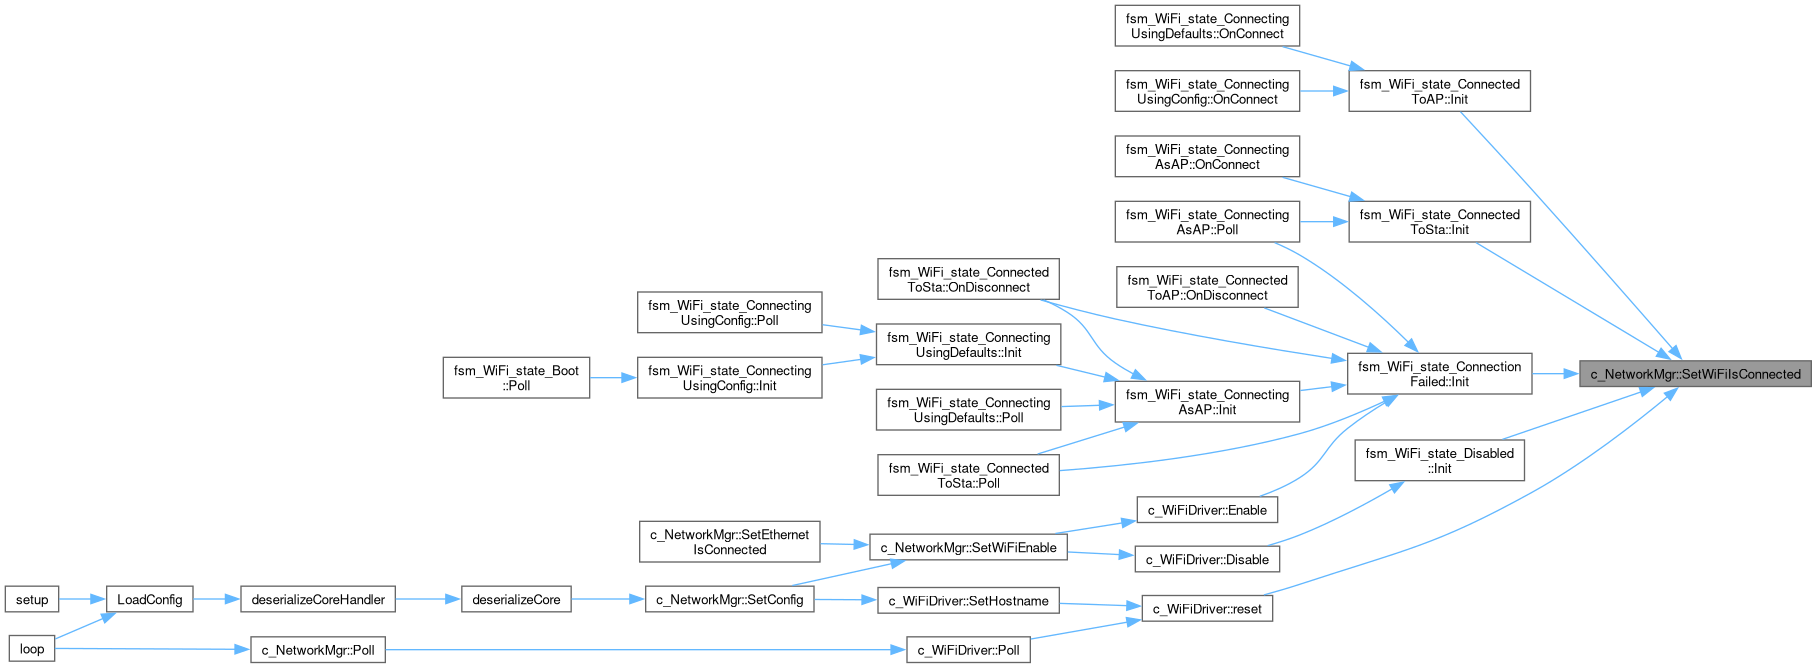 fsm_WiFi_state_Connecting
UsingDefaults::OnConnect
fsm_WiFi_state_Connecting
UsingConfig::OnConnect
fsm_WiFi_state_Connected
ToAP::Init
fsm_WiFi_state_Connecting
AsAP::OnConnect
fsm_WiFi_state_Connecting
AsAP::Poll
fsm_WiFi_state_Connected
ToSta::Init
fsm_WiFi_state_Connected
ToSta::OnDisconnect
fsm_WiFi_state_Connected
ToAP::OnDisconnect
fsm_WiFi_state_Connecting
UsingConfig::Poll
fsm_WiFi_state_Connecting
UsingDefaults::Init
fsm_WiFi_state_Boot
::Poll
fsm_WiFi_state_Connecting
UsingConfig::Init
fsm_WiFi_state_Connection
Failed::Init
c_NetworkMgr::SetWiFiIsConnected
fsm_WiFi_state_Connecting
UsingDefaults::Poll
fsm_WiFi_state_Connecting
AsAP::Init
fsm_WiFi_state_Connected
ToSta::Poll
fsm_WiFi_state_Disabled
::Init
c_WiFiDriver::Enable
c_NetworkMgr::SetEthernet
IsConnected
c_NetworkMgr::SetWiFiEnable
c_WiFiDriver::Disable
setup
LoadConfig
deserializeCoreHandler
deserializeCore
c_NetworkMgr::SetConfig
c_WiFiDriver::SetHostname
c_WiFiDriver::reset
loop
c_NetworkMgr::Poll
c_WiFiDriver::Poll